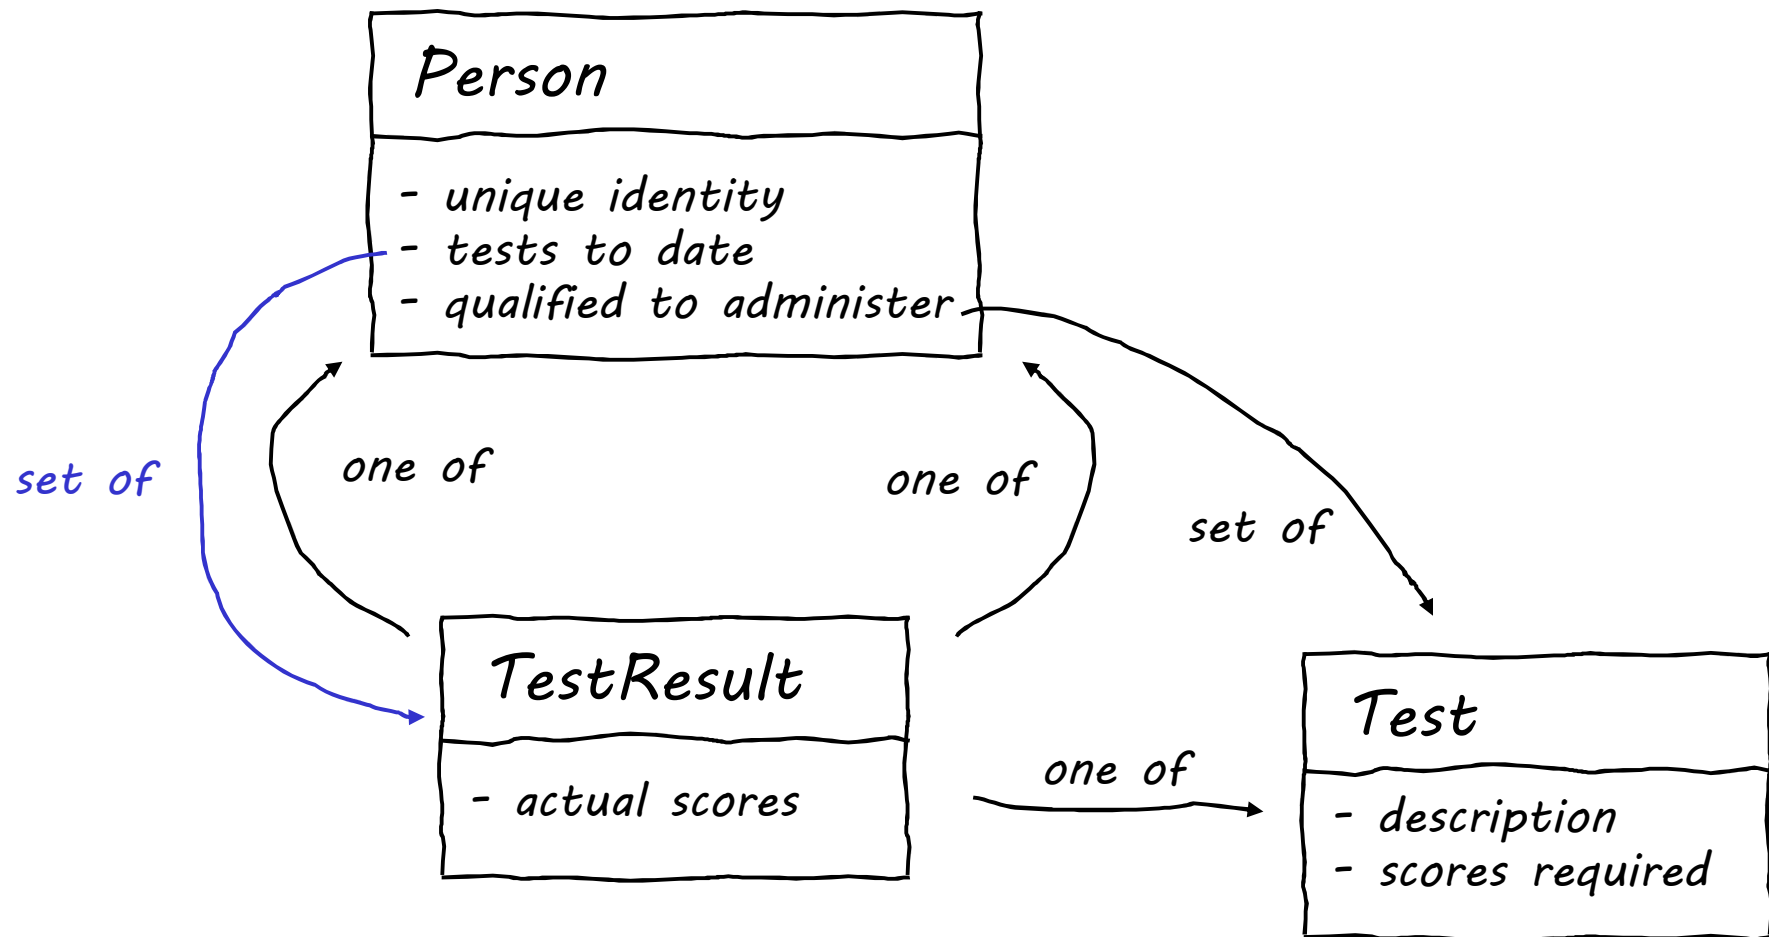 Person
- unique identity
- tests to date
- qualified to administer
set of
one of
one of
set of
TestResult
- actual scores
one of
Test
- description
- scores required